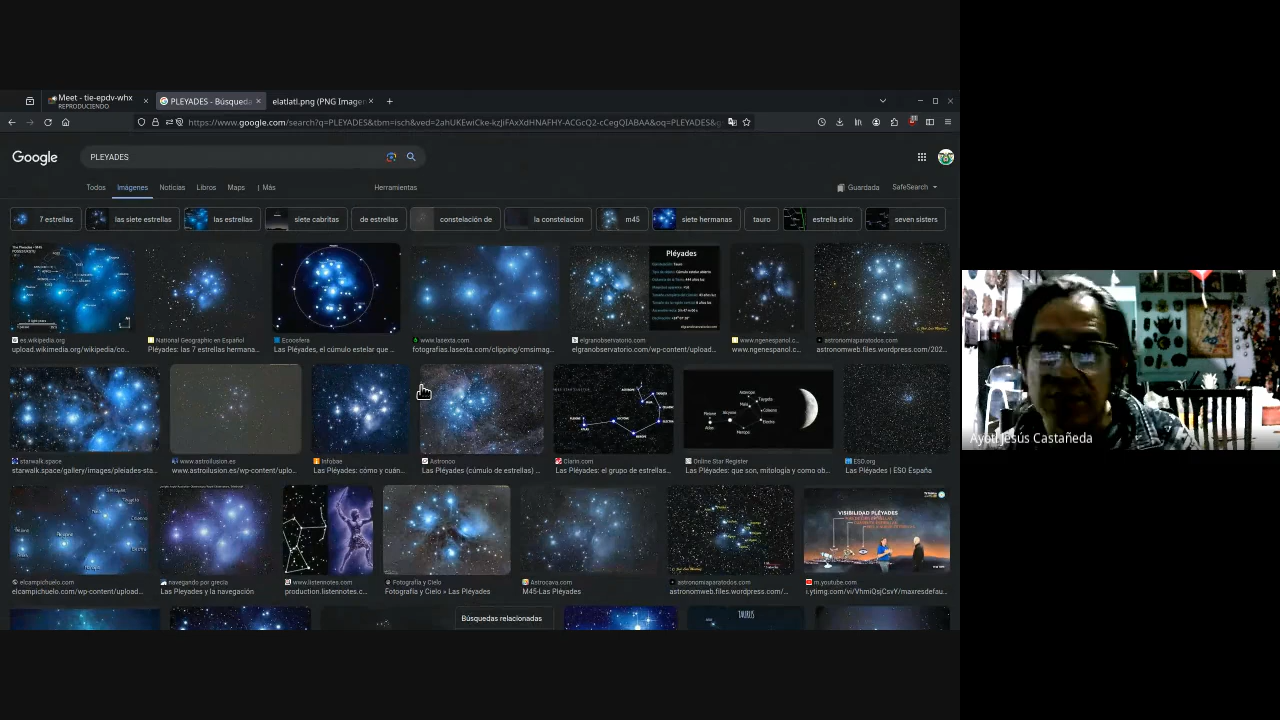 Meet - tie-epdv-whx
REPRODUCIENDO
PLEYADES - Búsqueda
elatlatl.png (PNG Imagen
https://www.google.com/search?q=PLEYADES&tbm=isch&ved=2ahUKEwiCke-kzJiFAxXdHNAFHY-ACGcQ2-cCegQIABAA&oq=PLEYADES&g
Google
PLEYADES
Todos
Imágenes
Noticias
Libros
Maps
Más
Herramientas
Guardada
SafeSearch
7 estrellas
las siete estrellas
las estrellas
siete cabritas
de estrellas
constelación de
la constelacion
m45
siete hermanas
tauro
estrella sirio
seven sisters
Pléyades
es.wikipedia.org
upload.wikimedia.org/wikipedia/co...
National Geographic en Español
Pléyades: las 7 estrellas hermana...
Ecoosfera
Las Pléyades, el cúmulo estelar que ...
www.lasexta.com
fotografias.lasexta.com/clipping/cmsimag...
elgranobservatorio.com
elgranobservatorio.com/wp-content/upload...
www.ngenespanol.c...
www.ngenespanol.c...
astronomiaparatodos.com
astronomweb.files.wordpress.com/202...
starwalk.space
starwalk.space/gallery/images/pleiades-sta...
www.astroilusion.es
www.astroilusion.es/wp-content/uplo...
Infobae
Las Pléyades: cómo y cuán...
Astronoo
Las Pléyades (cúmulo de estrellas) ...
Clarin.com
Las Pléyades: el grupo de estrellas...
Online Star Register
Las Pléyades: que son, mitología y como ob...
ESO.org
Las Pléyades | ESO España
VISIBILIDAD PLÉYADES
elcampichuelo.com
elcampichuelo.com/wp-content/upload...
navegando por grecia
Las Pleyades y la navegación
www.listennotes.com
production.listennotes.c...
Fotografía y Cielo
Fotografía y Cielo » Las Pléyades
Astrocava.com
M45-Las Pléyades
astronomiaparatodos.com
astronomweb.files.wordpress.com/...
m.youtube.com
i.ytimg.com/vi/VhmiQsjCsvY/maxresdefau...
Búsquedas relacionadas
TAURUS
Ayotl Jesús Castañeda